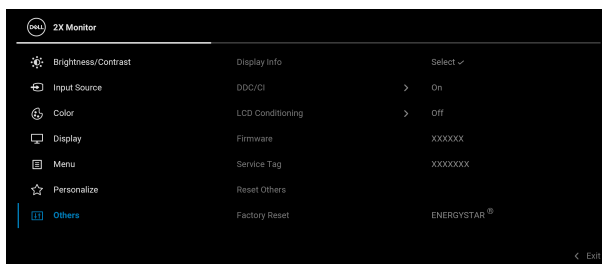 DELL 2X Monitor
Brightness/Contrast Display Info Select
Input Source DDC/CI On
Color LCD Conditioning Off
Display Firmware XXXXXX
Menu Service Tag XXXXXXX
Personalize Reset Others
Others Factory Reset ENERGYSTAR ®
Exit